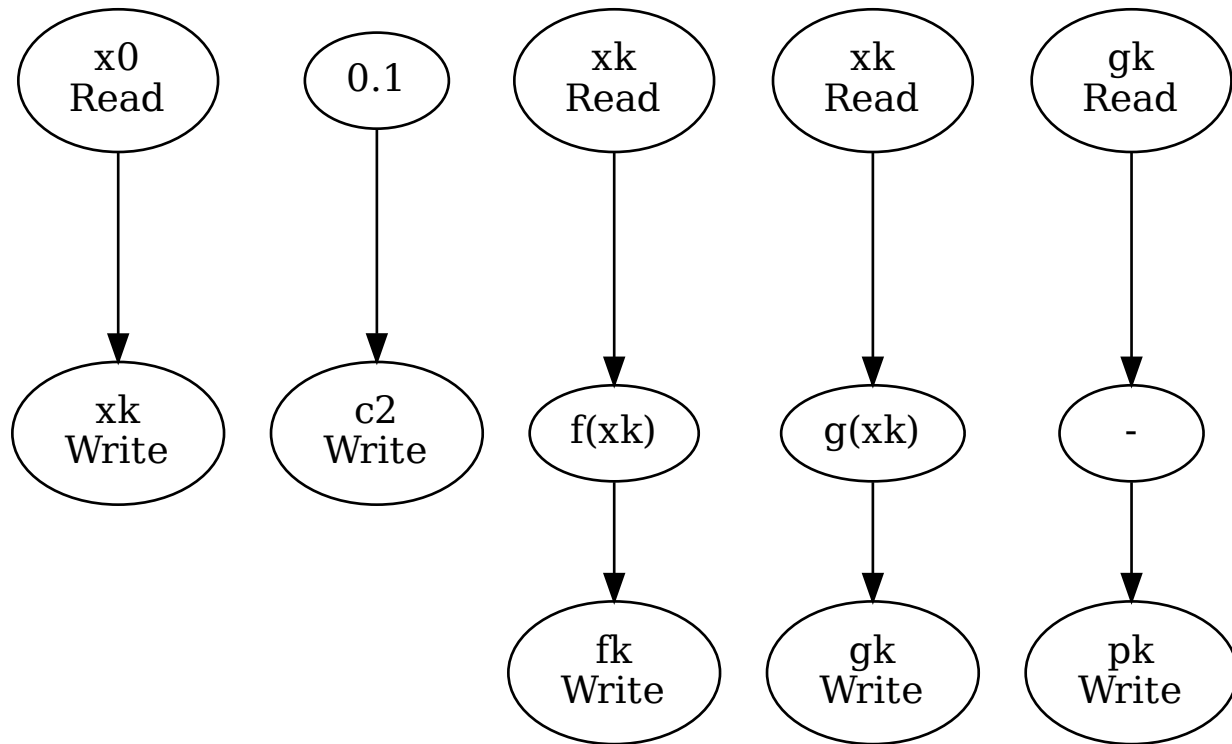 x0
Read
0.1
xk
Read
xk
Read
gk
Read
xk
Write
c2
Write
f(xk)
g(xk)
-
fk
Write
gk
Write
pk
Write